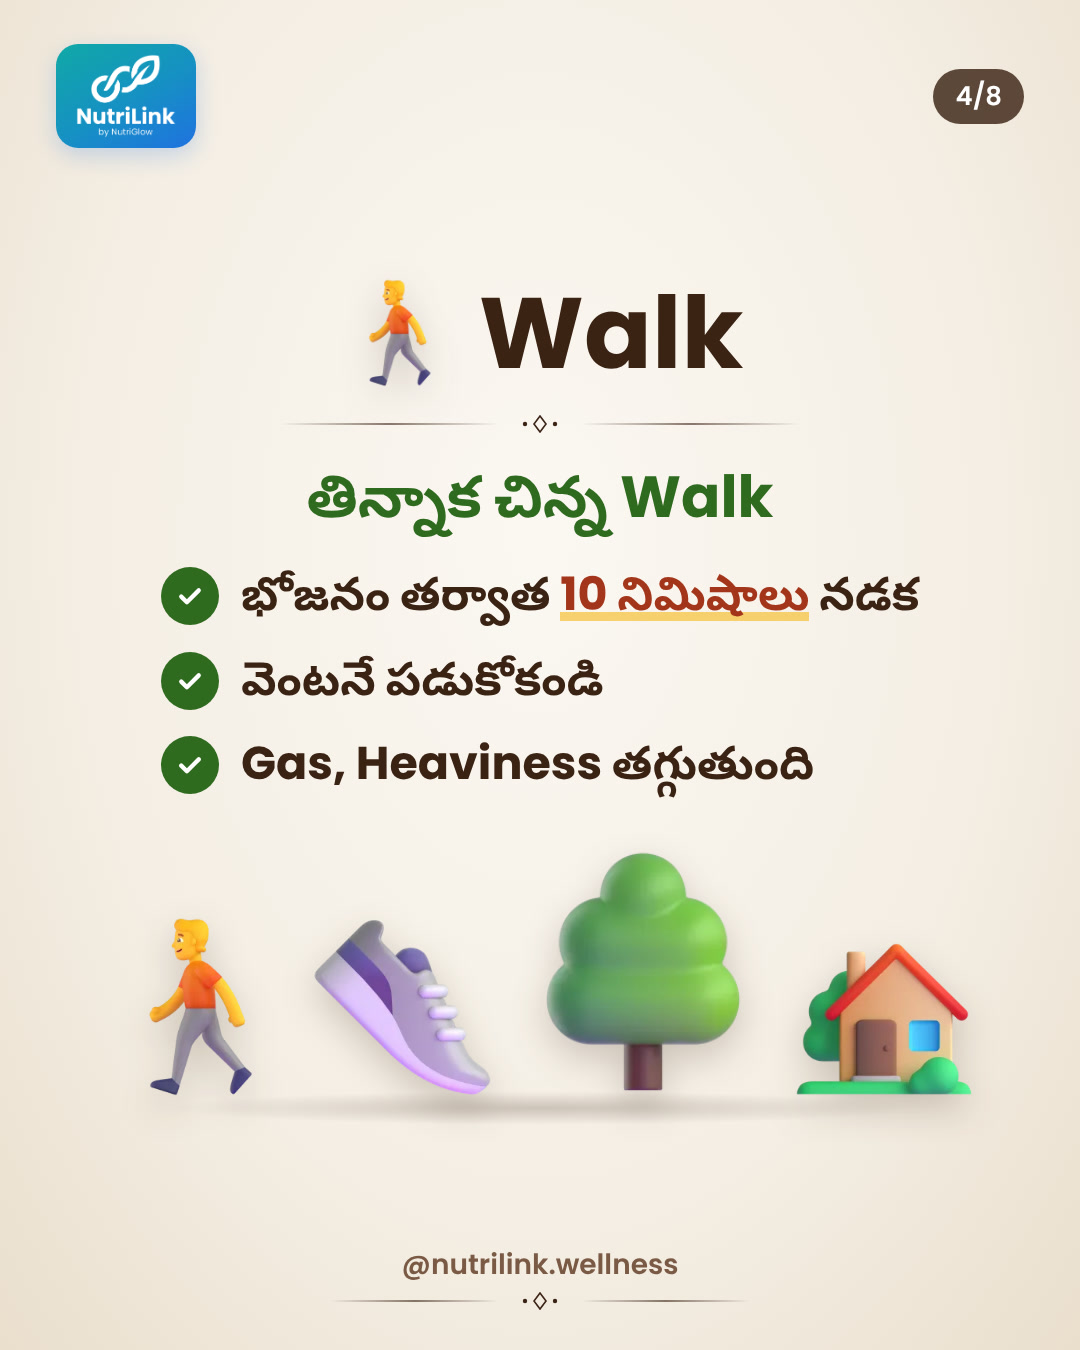 NutriLink
by NutriGlow
4/8
Walk
తిన్నాక చిన్న Walk
భోజనం తర్వాత 10 నిమిషాలు నడక
వెంటనే పడుకోకండి
Gas, Heaviness తగ్గుతుంది
@nutrilink.wellness